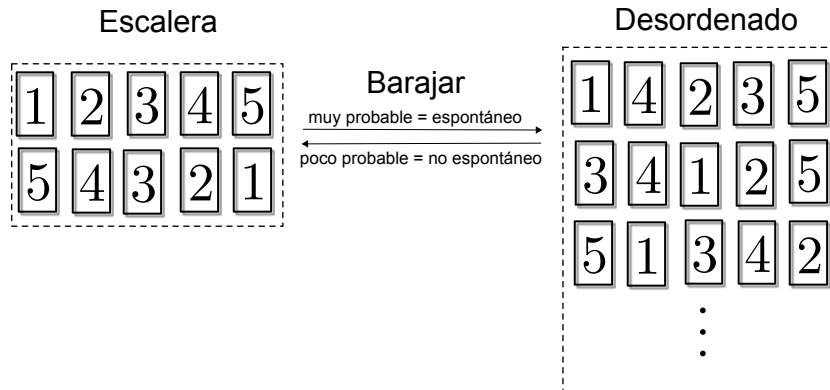 Escalera
1 2 3 4 5
5 4 3 2 1
Barajar
muy probable = espontáneo
poco probable = no espontáneo
Desordenado
1 4 2 3 5
3 4 1 2 5
5 1 3 4 2